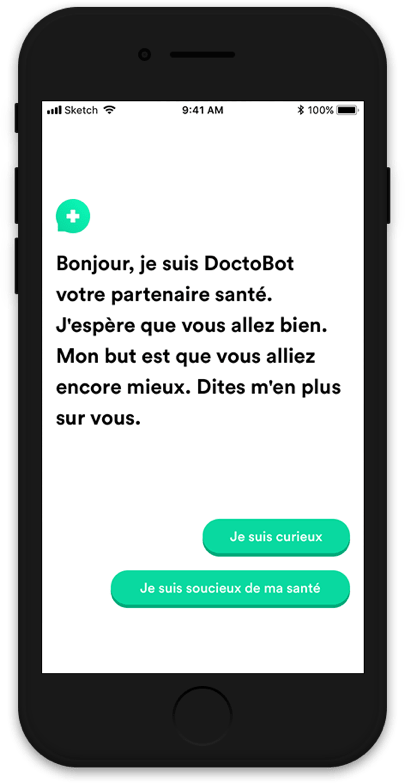 Sketch 9:41 AM 100%
Bonjour, je suis DoctoBot
votre partenaire santé.
J'espère que vous allez bien.
Mon but est que vous alliez
encore mieux. Dites m'en plus
sur vous.
Je suis curieux
Je suis soucieux de ma santé